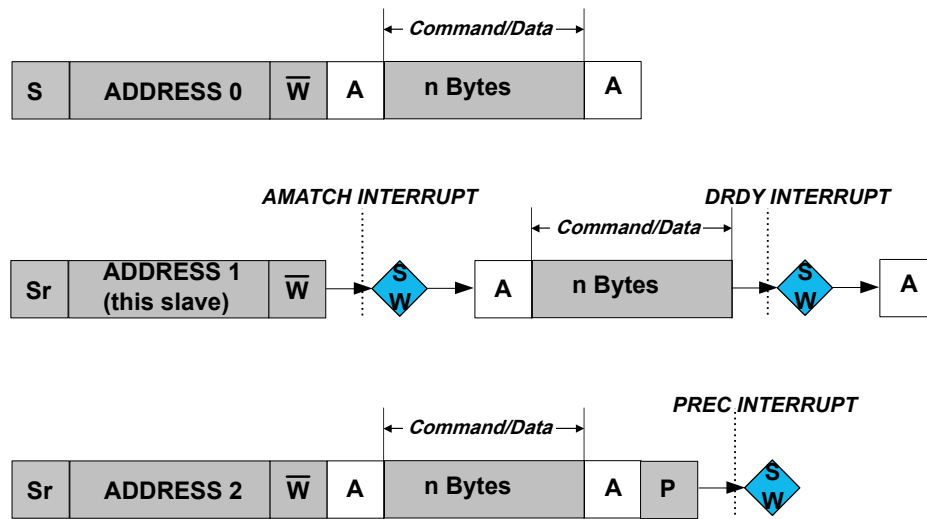 Command/Data
S ADDRESS 0 W̅ A n Bytes A
AMATCH INTERRUPT DRDY INTERRUPT
Command/Data
Sr ADDRESS 1 (this slave) W̅ S W A n Bytes S W A
PREC INTERRUPT
Command/Data
Sr ADDRESS 2 W̅ A n Bytes A P S W